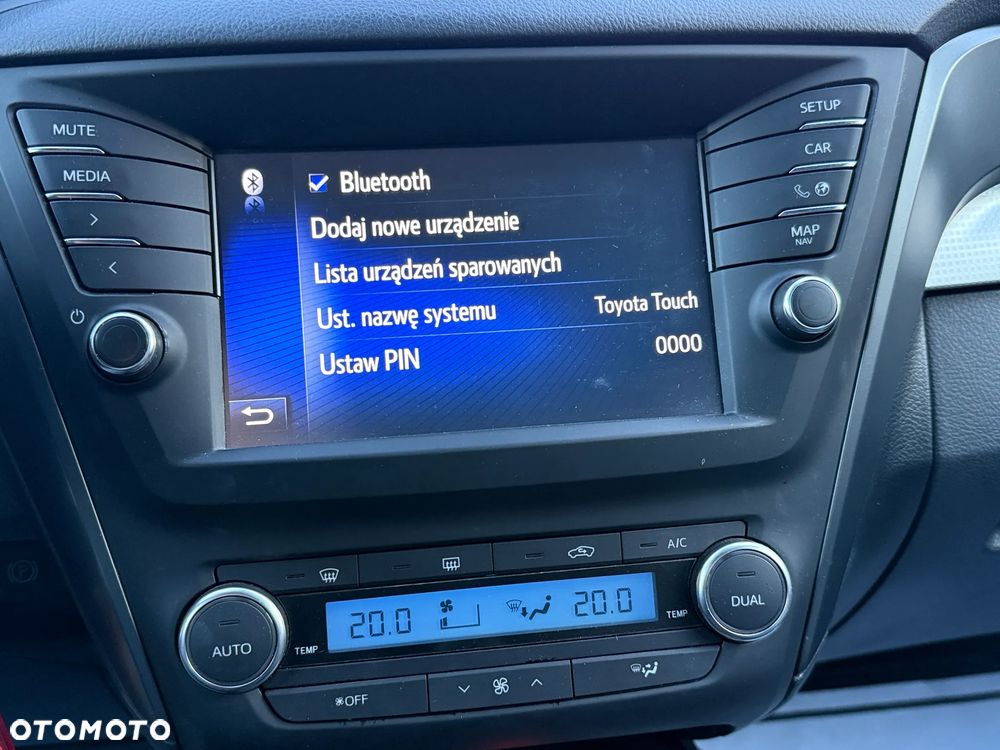 MUTE
MEDIA
SETUP
CAR
MAP
NAV
Bluetooth
Dodaj nowe urządzenie
Lista urządzeń sparowanych
Ust. nazwę systemu Toyota Touch
Ustaw PIN 0000
A/C
AUTO
TEMP
20.0
20.0
TEMP
DUAL
OFF
OTOMOTO